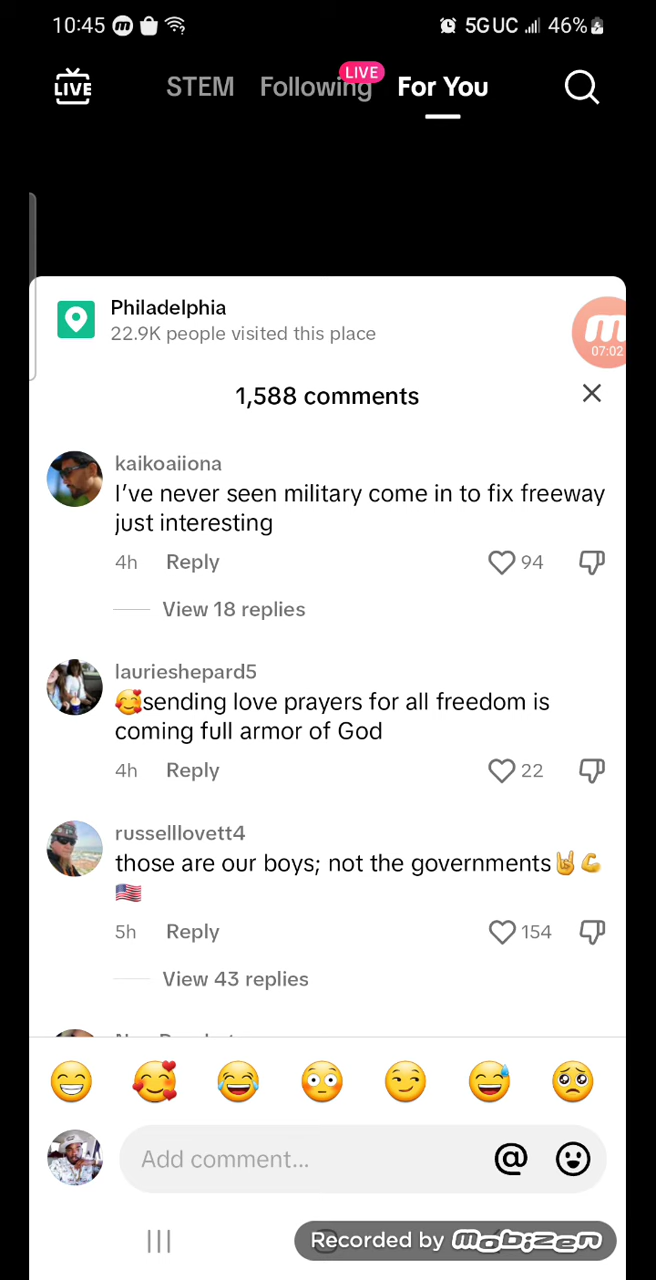 10:45 5G UC 46%
LIVE STEM Following LIVE For You
Philadelphia
22.9K people visited this place
m
07:02
1,588 comments
kaikoaiiona
I've never seen military come in to fix freeway
just interesting
4h Reply 94
View 18 replies
laurieshepard5
🥰sending love prayers for all freedom is
coming full armor of God
4h Reply 22
russelllovett4
those are our boys; not the governments🤘💪
🇺🇸
5h Reply 154
View 43 replies
Add comment... @
Recorded by mobizen